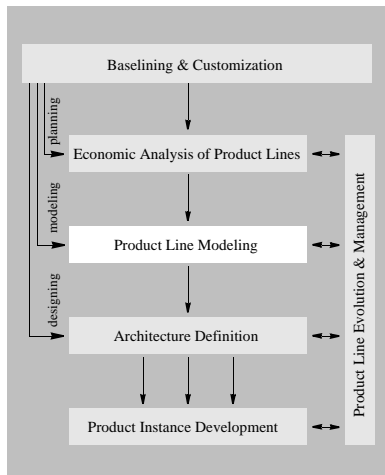 Baselining & Customization
planning
Economic Analysis of Product Lines
modeling
Product Line Modeling
designing
Architecture Definition
Product Instance Development
Product Line Evolution & Management